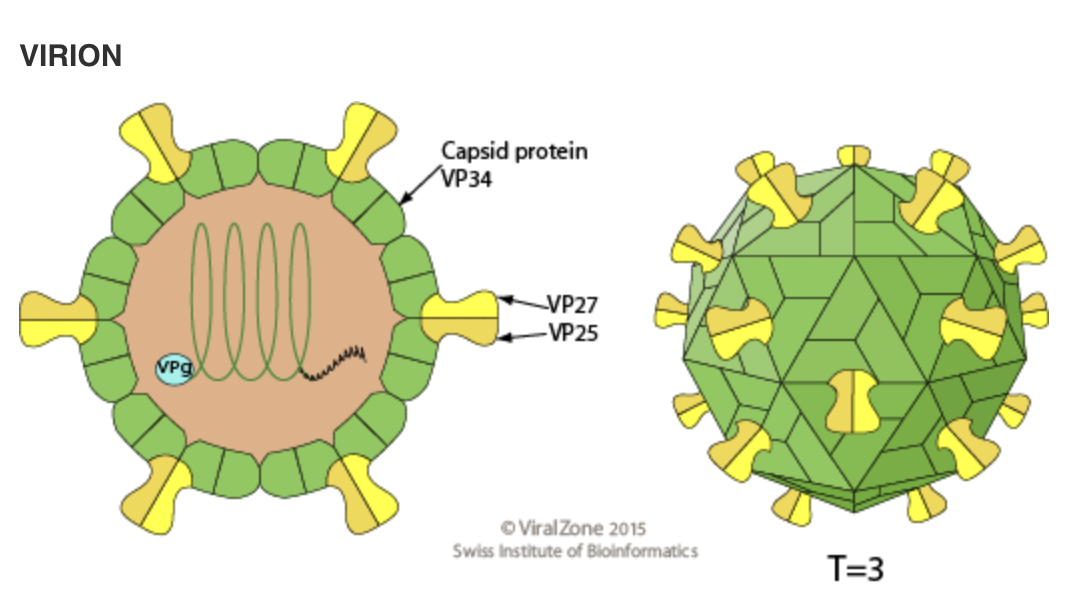 VIRION
Capsid protein
VP34
VP27
VP25
VPg
© ViralZone 2015
Swiss Institute of Bioinformatics
T=3